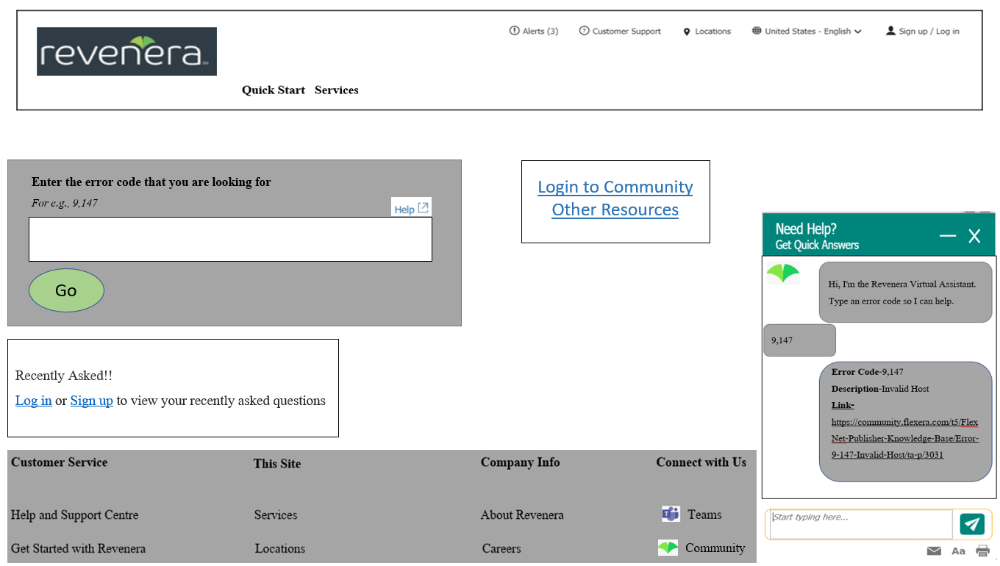 revenera™
Alerts (3)
Customer Support
Locations
United States - English
Sign up / Log in
Quick Start Services
Enter the error code that you are looking for
For e.g., 9,147
Help
Go
Login to Community
Other Resources
Recently Asked!!
Log in or Sign up to view your recently asked questions
Need Help?
Get Quick Answers
Hi, I'm the Revenera Virtual Assistant.
Type an error code so I can help.
9,147
Error Code-9,147
Description-Invalid Host
Link-
https://community.flexera.com/t5/Flex
Net-Publisher-Knowledge-Base/Error-
9-147-Invalid-Host/ta-p/3031
Start typing here...
Aa
Customer Service
This Site
Company Info
Connect with Us
Help and Support Centre
Services
About Revenera
Teams
Get Started with Revenera
Locations
Careers
Community